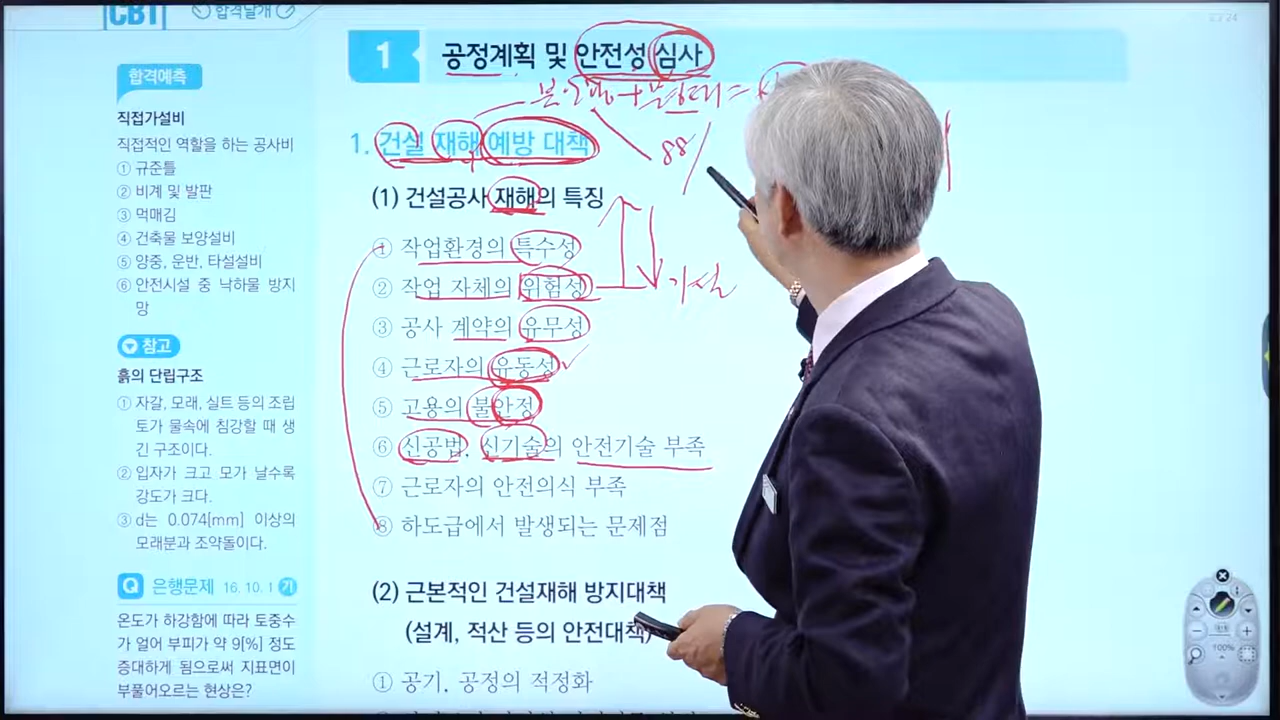 CBT 합격날개
합격예측
직접가설비
직접적인 역할을 하는 공사비
① 규준틀
② 비계 및 발판
③ 먹매김
④ 건축물 보양설비
⑤ 양중, 운반, 타설설비
⑥ 안전시설 중 낙하물 방지
망
참고
흙의 단립구조
① 자갈, 모래, 실트 등의 조립
토가 물속에 침강할 때 생
긴 구조이다.
② 입자가 크고 모가 날수록
강도가 크다.
③ d는 0.074[mm] 이상의
모래분과 조약돌이다.
Q 은행문제 16. 10. 1 기
온도가 하강함에 따라 토중수
가 얼어 부피가 약 9[%] 정도
증대하게 됨으로써 지표면이
부풀어오르는 현상은?
1 공정계획 및 안전성 심사
1. 건설 재해 예방 대책
88
(1) 건설공사 재해의 특징
① 작업환경의 특수성
② 작업 자체의 위험성
가설
③ 공사 계약의 유무성
④ 근로자의 유동성
⑤ 고용의 불안정
⑥ 신공법, 신기술의 안전기술 부족
⑦ 근로자의 안전의식 부족
⑧ 하도급에서 발생되는 문제점
(2) 근본적인 건설재해 방지대책
(설계, 적산 등의 안전대책)
① 공기, 공정의 적정화
100%